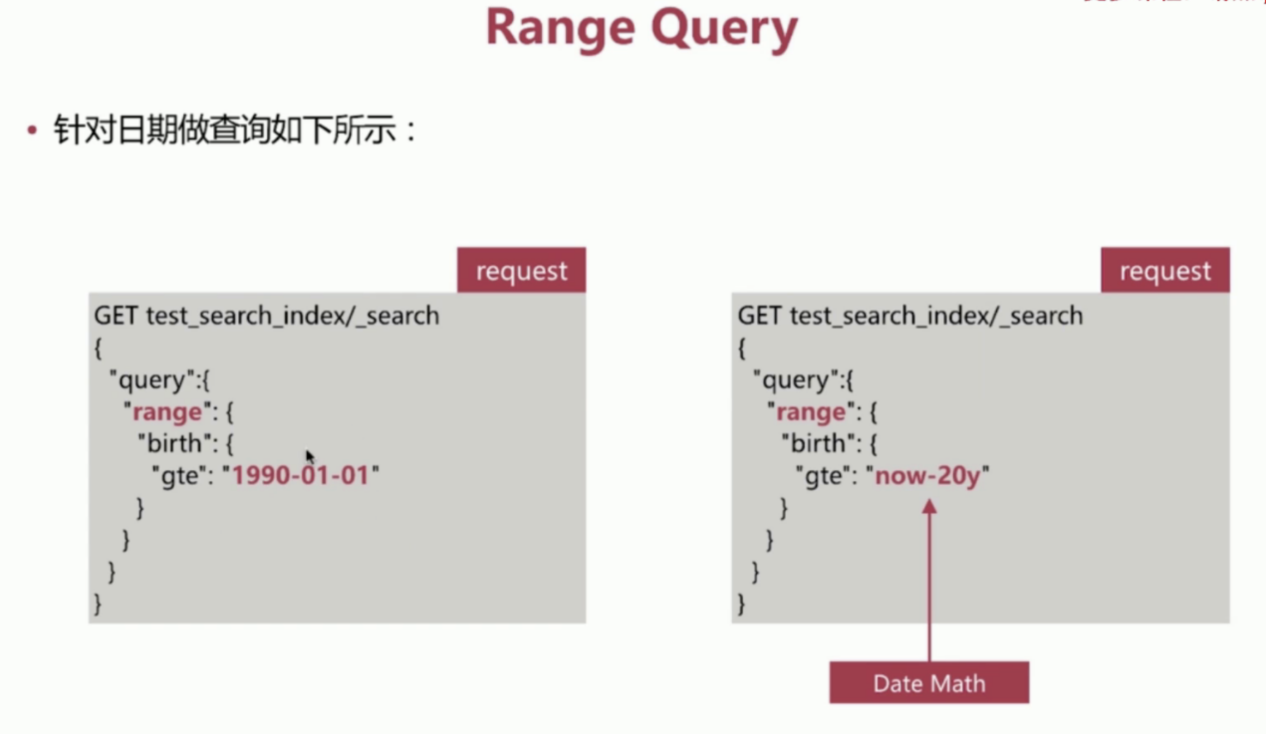 Range Query
• 针对日期做查询如下所示：
request
GET test_search_index/_search
{
"query":{
"range": {
"birth": {
"gte": "1990-01-01"
}
}
}
}
request
GET test_search_index/_search
{
"query":{
"range": {
"birth": {
"gte": "now-20y"
}
}
}
}
Date Math